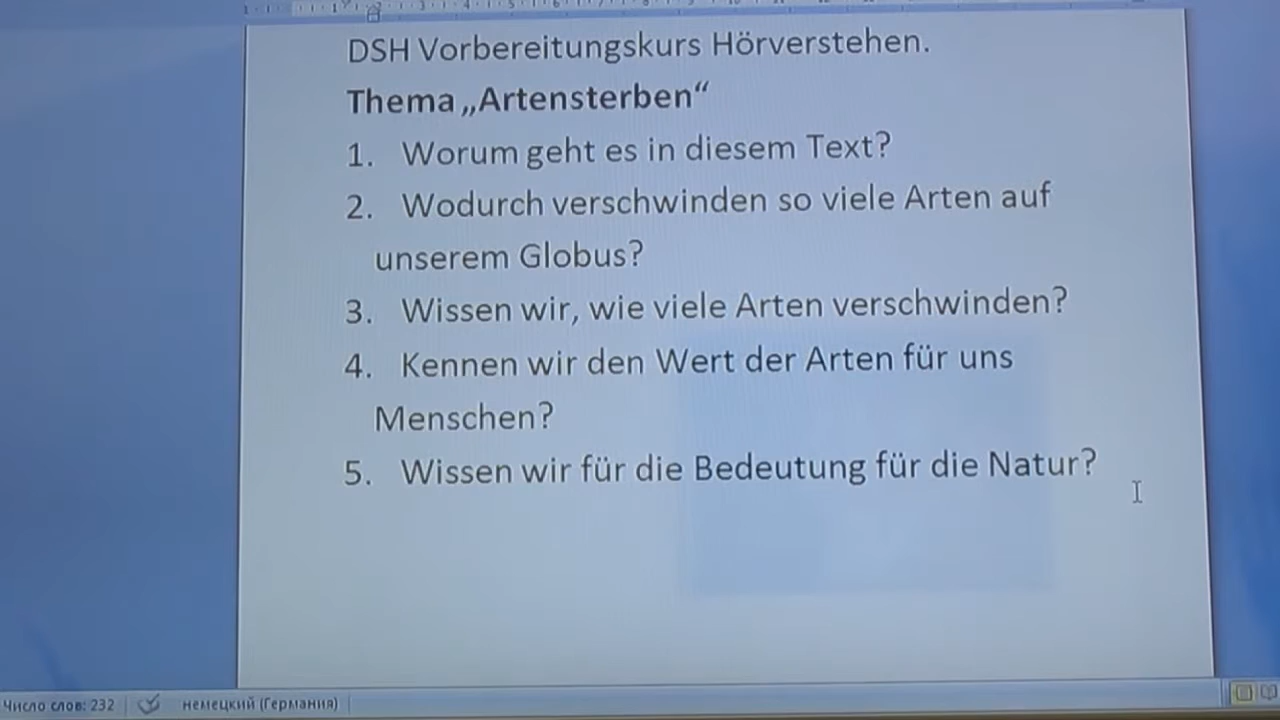 DSH Vorbereitungskurs Hörverstehen.
Thema „Artensterben“
1. Worum geht es in diesem Text?
2. Wodurch verschwinden so viele Arten auf
unserem Globus?
3. Wissen wir, wie viele Arten verschwinden?
4. Kennen wir den Wert der Arten für uns
Menschen?
5. Wissen wir für die Bedeutung für die Natur?
Число слов: 232 немецкий (Германия)